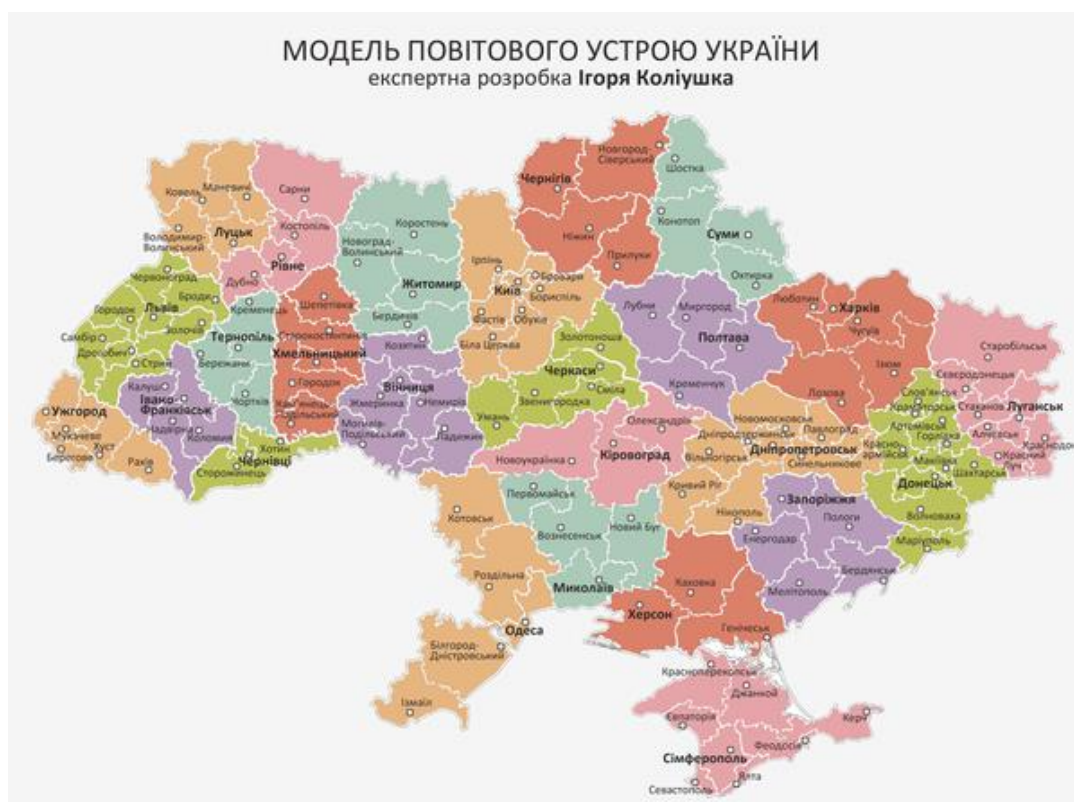 МОДЕЛЬ ПОВІТОВОГО УСТРОЮ УКРАЇНИ
експертна розробка Ігоря Коліушка
Новгород-
Сіверський
Шостка
Чернігів
Ковель
Маневичі
Сарни
Конотоп
Коростень
Костопіль
Луцьк
Володимир-
Волинський
Новоград-
Волинський
Ніжин
Суми
Прилуки
Рівне
Ірпінь
Червоноград
Дубно
Бровари
Охтирка
Житомир
Київ
Бориспіль
Броди
Кременець
Шепетівка
Люботин
Харків
Городок
Львів
Лубни
Миргород
Фастів
Обухів
Чугуїв
Бердичів
Золочів
Самбір
Тернопіль
Старокостянтинів
Полтава
Золотоноша
Біла Церква
Козятин
Старобільськ
Дрогобич
Стрий
Бережани
Хмельницький
Ізюм
Черкаси
Сєвєродонецьк
Калуш
Вінниця
Городок
Кременчук
Сміла
Лозова
Слов'янськ
Краматорськ
Івано-
Франківськ
Чортків
Кам'янець-
Подільський
Жмеринка
Немирів
Звенигородка
Стаханов
Луганськ
Ужгород
Умань
Новомосковськ
Артемівськ
Надвірна
Коломия
Могилів-
Подільський
Ладижин
Олександрія
Дніпродзержинськ
Павлоград
Горлівка
Алчевськ
Мукачеве
Хуст
Берегове
Хотин
Кіровоград
Вільногірськ
Дніпропетровськ
Красно-
армійськ
Краснодон
Красний
Луч
Рахів
Чернівці
Сторожинець
Новоукраїнка
Синельникове
Макіївка
Шахтарськ
Донецьк
Первомайськ
Кривий Ріг
Запоріжжя
Котовськ
Вознесенськ
Новий Буг
Нікополь
Пологи
Волноваха
Енергодар
Маріуполь
Роздільна
Миколаїв
Каховка
Мелітополь
Бердянськ
Херсон
Одеса
Генічеськ
Білгород-
Дністровський
Красноперекопськ
Джанкой
Ізмаїл
Євпаторія
Керч
Феодосія
Сімферополь
Ялта
Севастополь